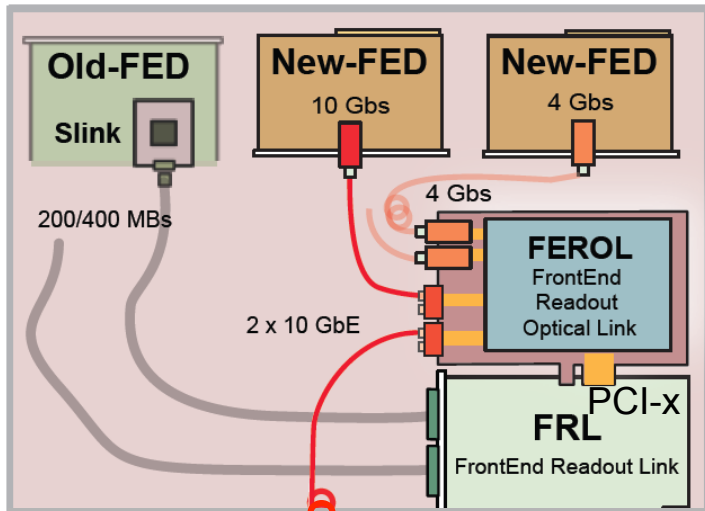 Old-FED
Slink
200/400 MBs
New-FED
10 Gbs
New-FED
4 Gbs
4 Gbs
2 x 10 GbE
FEROL
FrontEnd
Readout
Optical Link
PCI-x
FRL
FrontEnd Readout Link